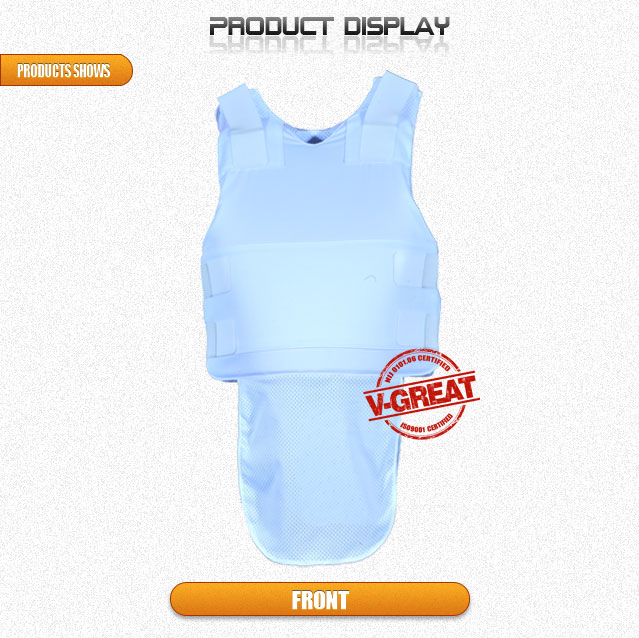 PRODUCT DISPLAY
PRODUCTS SHOWS
NIJ 0101.06 CERTIFIED
V-GREAT
ISO9001 CERTIFIED
FRONT